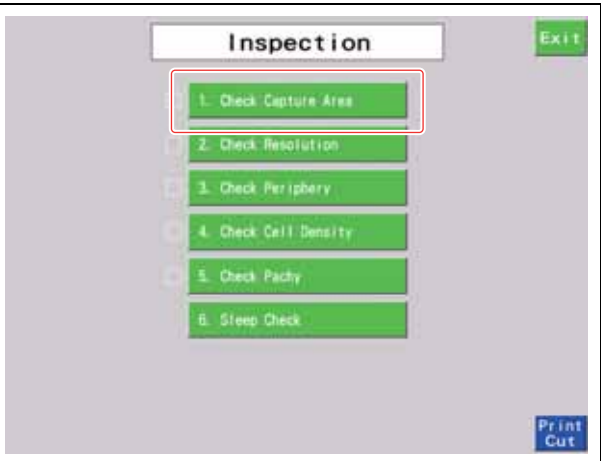 Inspection
Exit
1. Check Capture Area
2. Check Resolution
3. Check Periphery
4. Check Cell Density
5. Check Pachy
6. Sleep Check
Print
Cut